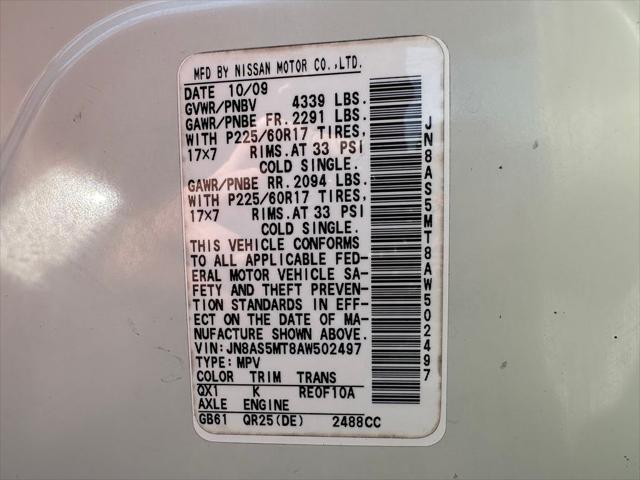 MFD BY NISSAN MOTOR CO.,LTD.
DATE 10/09
GVWR/PNBV 4339 LBS.
GAWR/PNBE FR. 2291 LBS.
WITH P225/60R17 TIRES,
17x7 RIMS.AT 33 PSI
COLD SINGLE.
GAWR/PNBE RR. 2094 LBS.
WITH P225/60R17 TIRES,
17x7 RIMS.AT 33 PSI
COLD SINGLE.
THIS VEHICLE CONFORMS
TO ALL APPLICABLE FED-
ERAL MOTOR VEHICLE SA-
FETY AND THEFT PREVEN-
TION STANDARDS IN EFF-
ECT ON THE DATE OF MA-
NUFACTURE SHOWN ABOVE.
VIN:JN8AS5MT8AW502497
TYPE:MPV
COLOR TRIM TRANS
QX1 K RE0F10A
AXLE ENGINE
GB61 QR25(DE) 2488CC
JN8AS5MT8AW502497